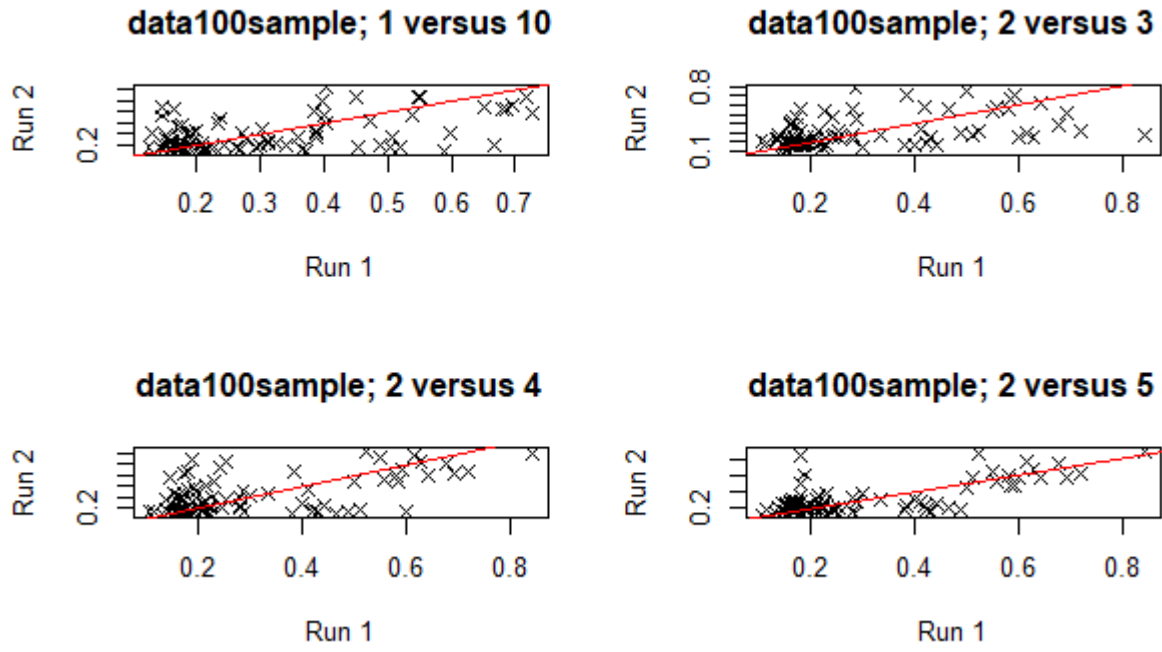 data100sample; 1 versus 10
Run 2
0.2
0.2 0.3 0.4 0.5 0.6 0.7
Run 1
data100sample; 2 versus 3
Run 2
0.1 0.8
0.2 0.4 0.6 0.8
Run 1
data100sample; 2 versus 4
Run 2
0.2
0.2 0.4 0.6 0.8
Run 1
data100sample; 2 versus 5
Run 2
0.2
0.2 0.4 0.6 0.8
Run 1